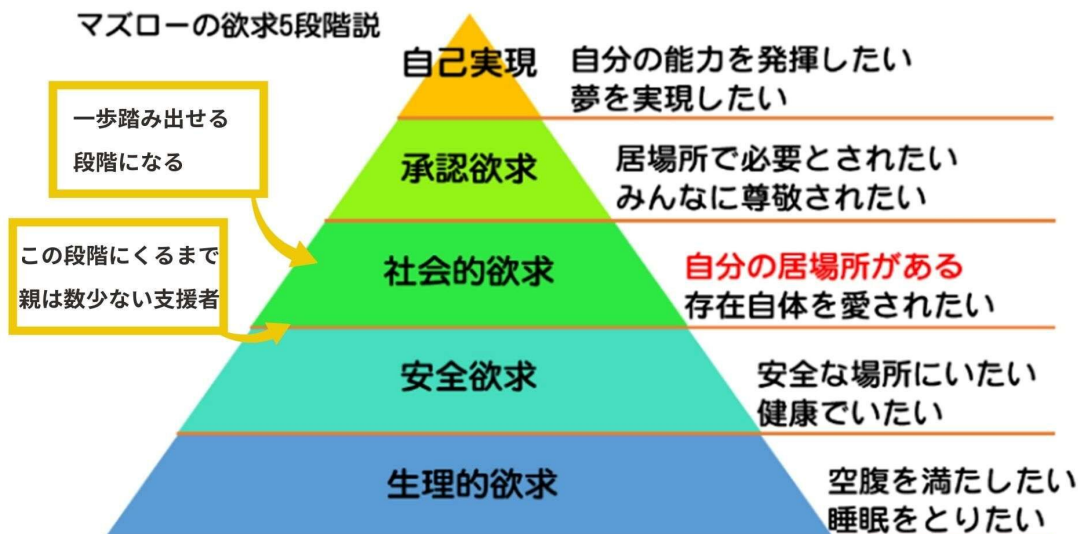 マズローの欲求5段階説
自己実現
自分の能力を発揮したい
夢を実現したい
一歩踏み出せる
段階になる
承認欲求
居場所で必要とされたい
みんなに尊敬されたい
この段階にくるまで
親は数少ない支援者
社会的欲求
自分の居場所がある
存在自体を愛されたい
安全欲求
安全な場所にいたい
健康でいたい
生理的欲求
空腹を満たしたい
睡眠をとりたい